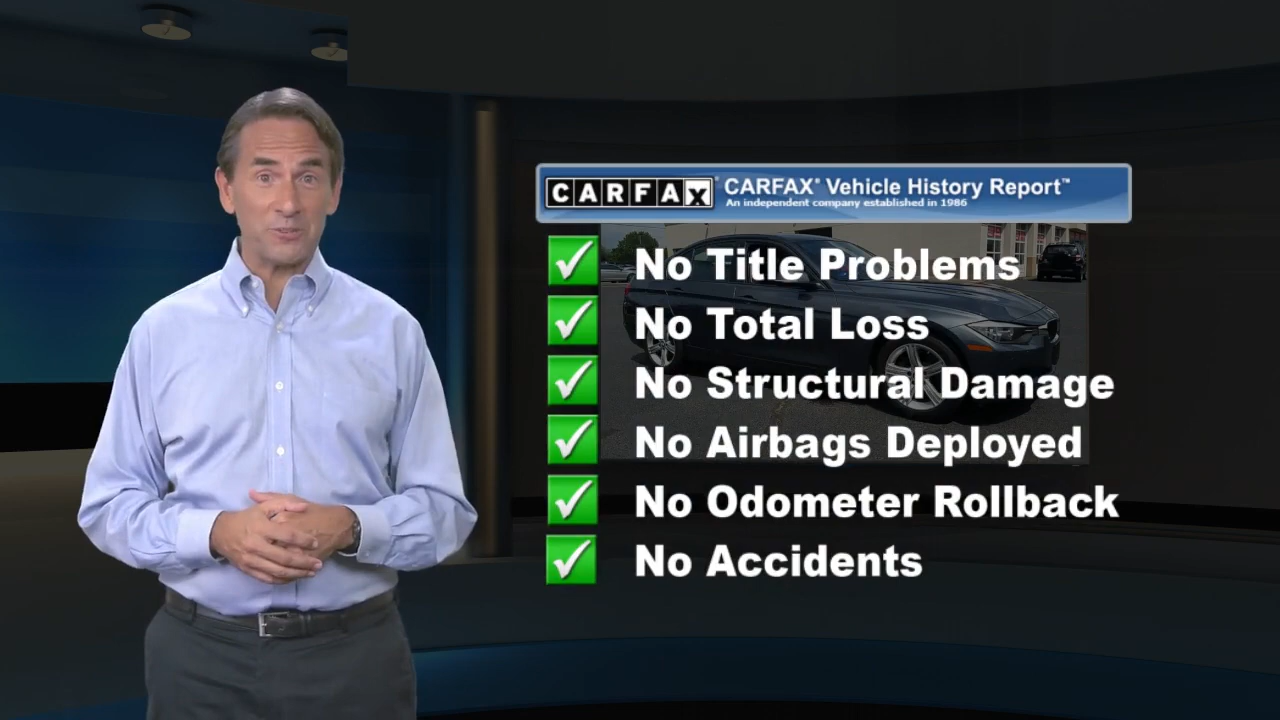 CARFAX® CARFAX® Vehicle History Report™
An independent company established in 1986
No Title Problems
No Total Loss
No Structural Damage
No Airbags Deployed
No Odometer Rollback
No Accidents